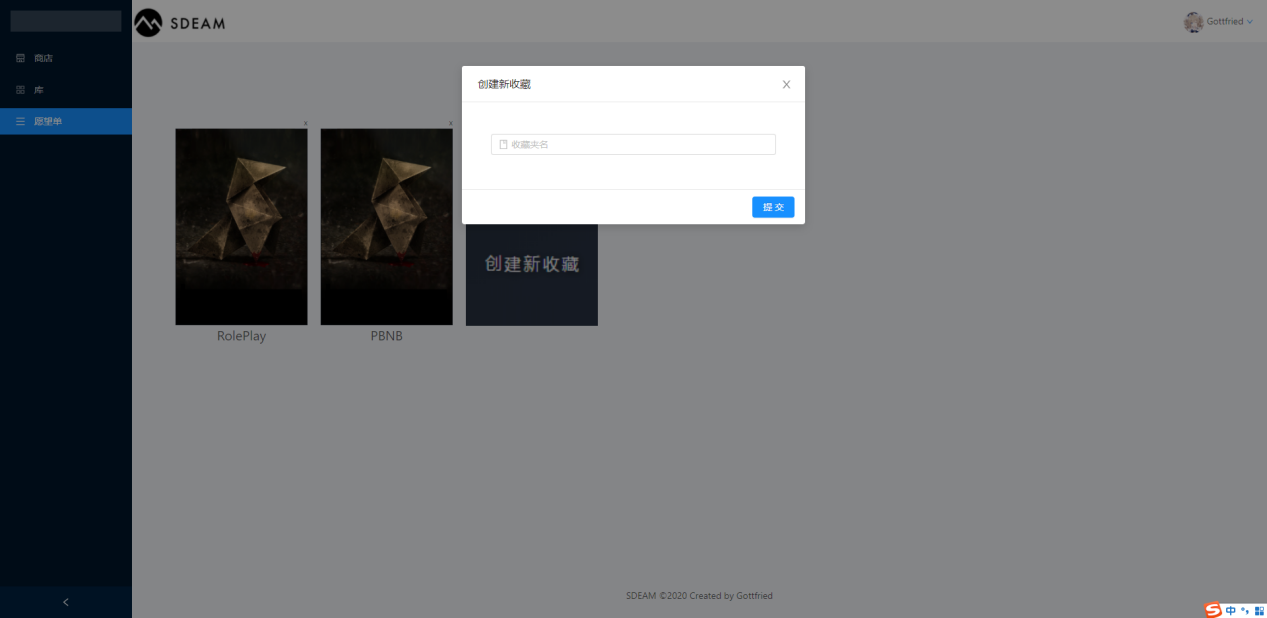 SDEAM
Gottfried
商店
库
愿望单
创建新收藏
收藏夹名
提 交
创建新收藏
RolePlay
PBNB
SDEAM ©2020 Created by Gottfried
中